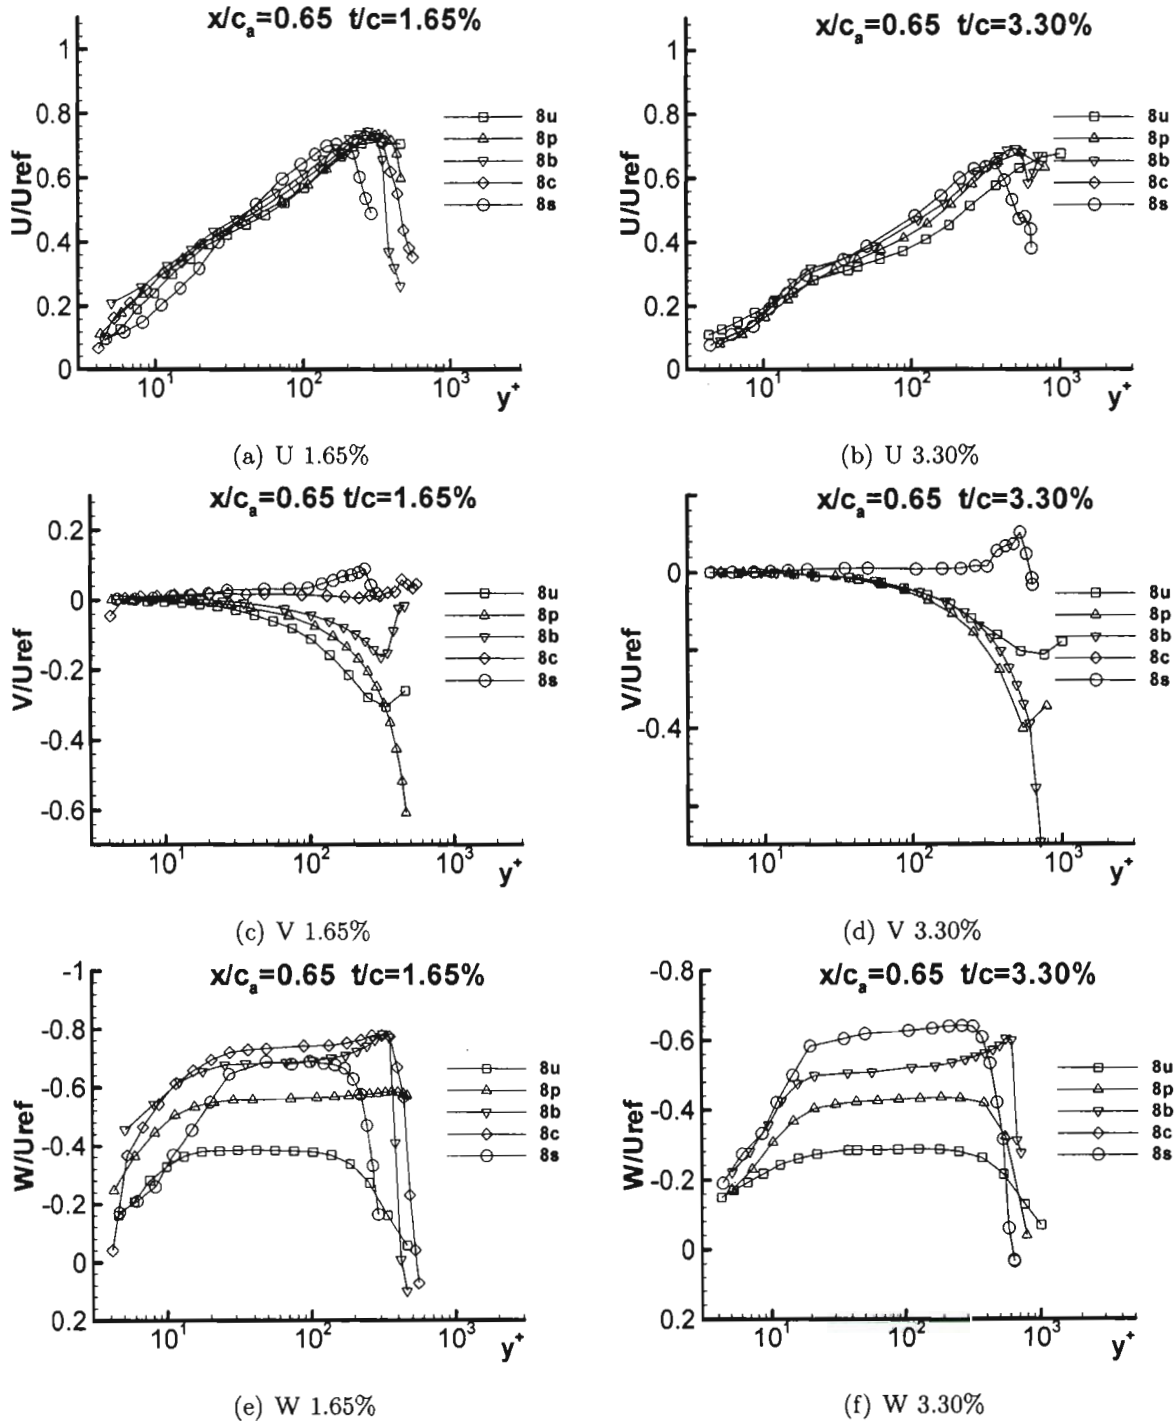 x/ca=0.65 t/c=1.65%
1
0.8
0.6
0.4
0.2
0
U/Uref
10^1
10^2
10^3
y+
8u
8p
8b
8c
8s
(a) U 1.65%
x/ca=0.65 t/c=3.30%
1
0.8
0.6
0.4
0.2
0
U/Uref
10^1
10^2
10^3
y+
8u
8p
8b
8c
8s
(b) U 3.30%
x/ca=0.65 t/c=1.65%
0.2
0
-0.2
-0.4
-0.6
V/Uref
10^1
10^2
10^3
y+
8u
8p
8b
8c
8s
(c) V 1.65%
x/ca=0.65 t/c=3.30%
0
-0.4
V/Uref
10^1
10^2
10^3
y+
8u
8p
8b
8c
8s
(d) V 3.30%
x/ca=0.65 t/c=1.65%
-1
-0.8
-0.6
-0.4
-0.2
0
0.2
W/Uref
10^1
10^2
10^3
y+
8u
8p
8b
8c
8s
(e) W 1.65%
x/ca=0.65 t/c=3.30%
-0.8
-0.6
-0.4
-0.2
0
0.2
W/Uref
10^1
10^2
10^3
y+
8u
8p
8b
8c
8s
(f) W 3.30%